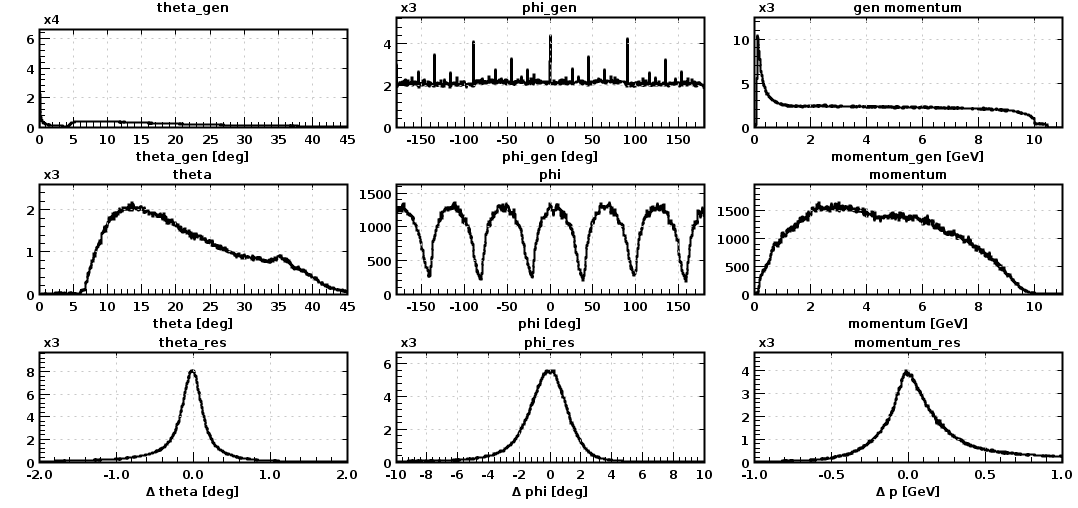 theta_gen
x4
6
4
2
0
0 5 10 15 20 25 30 35 40 45
theta_gen [deg]
phi_gen
x3
4
2
0
-150 -100 -50 0 50 100 150
phi_gen [deg]
gen momentum
x3
10
5
0
0 2 4 6 8 10
momentum_gen [GeV]
theta
x3
2
1
0
0 5 10 15 20 25 30 35 40 45
theta [deg]
phi
1500
1000
500
0
-150 -100 -50 0 50 100 150
phi [deg]
momentum
1500
1000
500
0
0 2 4 6 8 10
momentum [GeV]
theta_res
x3
8
6
4
2
0
-2.0 -1.0 0.0 1.0 2.0
Δ theta [deg]
phi_res
x3
6
4
2
0
-10 -8 -6 -4 -2 0 2 4 6 8 10
Δ phi [deg]
momentum_res
x3
4
3
2
1
0
-1.0 -0.5 0.0 0.5 1.0
Δ p [GeV]